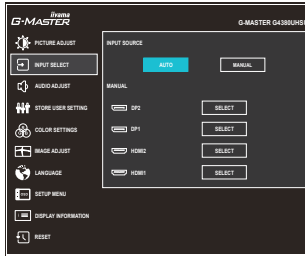 iiyama
G-MASTER
G-MASTER G4380UHS
PICTURE ADJUST
INPUT SELECT
AUDIO ADJUST
STORE USER SETTING
COLOR SETTINGS
IMAGE ADJUST
LANGUAGE
SETUP MENU
DISPLAY INFORMATION
RESET
INPUT SOURCE
AUTO
MANUAL
MANUAL
DP2
SELECT
DP1
SELECT
HDMI2
SELECT
HDMI1
SELECT